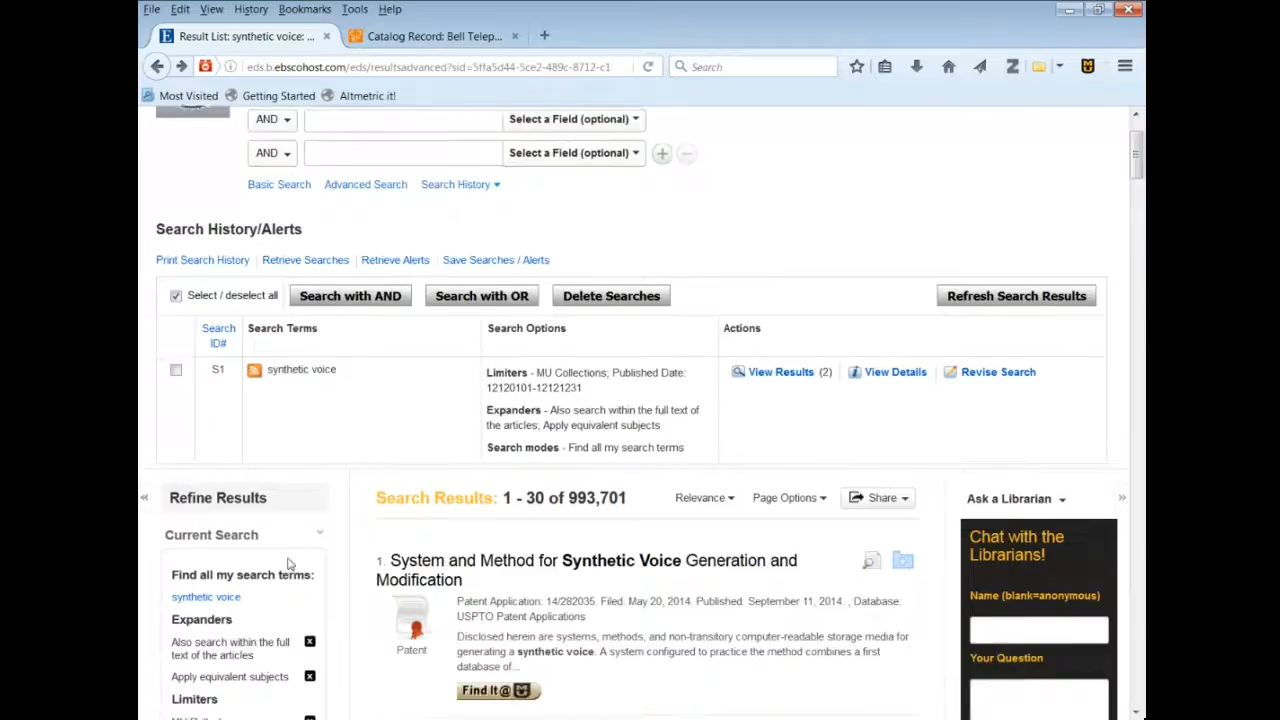 File Edit View History Bookmarks Tools Help
Result List: synthetic voice: ... Catalog Record: Bell Telep...
eds.b.ebscohost.com/eds/resultsadvanced?sid=5ffa5d44-5ce2-489c-8712-c1 Search
Most Visited Getting Started Altmetric it!
AND Select a Field (optional)
AND Select a Field (optional)
Basic Search Advanced Search Search History
Search History/Alerts
Print Search History Retrieve Searches Retrieve Alerts Save Searches / Alerts
Select / deselect all Search with AND Search with OR Delete Searches Refresh Search Results
Search ID# Search Terms Search Options Actions
S1 synthetic voice
Limiters - MU Collections; Published Date:
12120101-12121231
Expanders - Also search within the full text of
the articles; Apply equivalent subjects
Search modes - Find all my search terms
View Results (2) View Details Revise Search
Refine Results
Current Search
Find all my search terms:
synthetic voice
Expanders
Also search within the full
text of the articles
Apply equivalent subjects
Limiters
Search Results: 1 - 30 of 993,701 Relevance Page Options Share
1. System and Method for Synthetic Voice Generation and
Modification
Patent
Patent Application: 14/282035. Filed: May 20, 2014. Published: September 11, 2014. , Database:
USPTO Patent Applications
Disclosed herein are systems, methods, and non-transitory computer-readable storage media for
generating a synthetic voice. A system configured to practice the method combines a first
database of...
Find It@
Ask a Librarian
Chat with the
Librarians!
Name (blank=anonymous)
Your Question